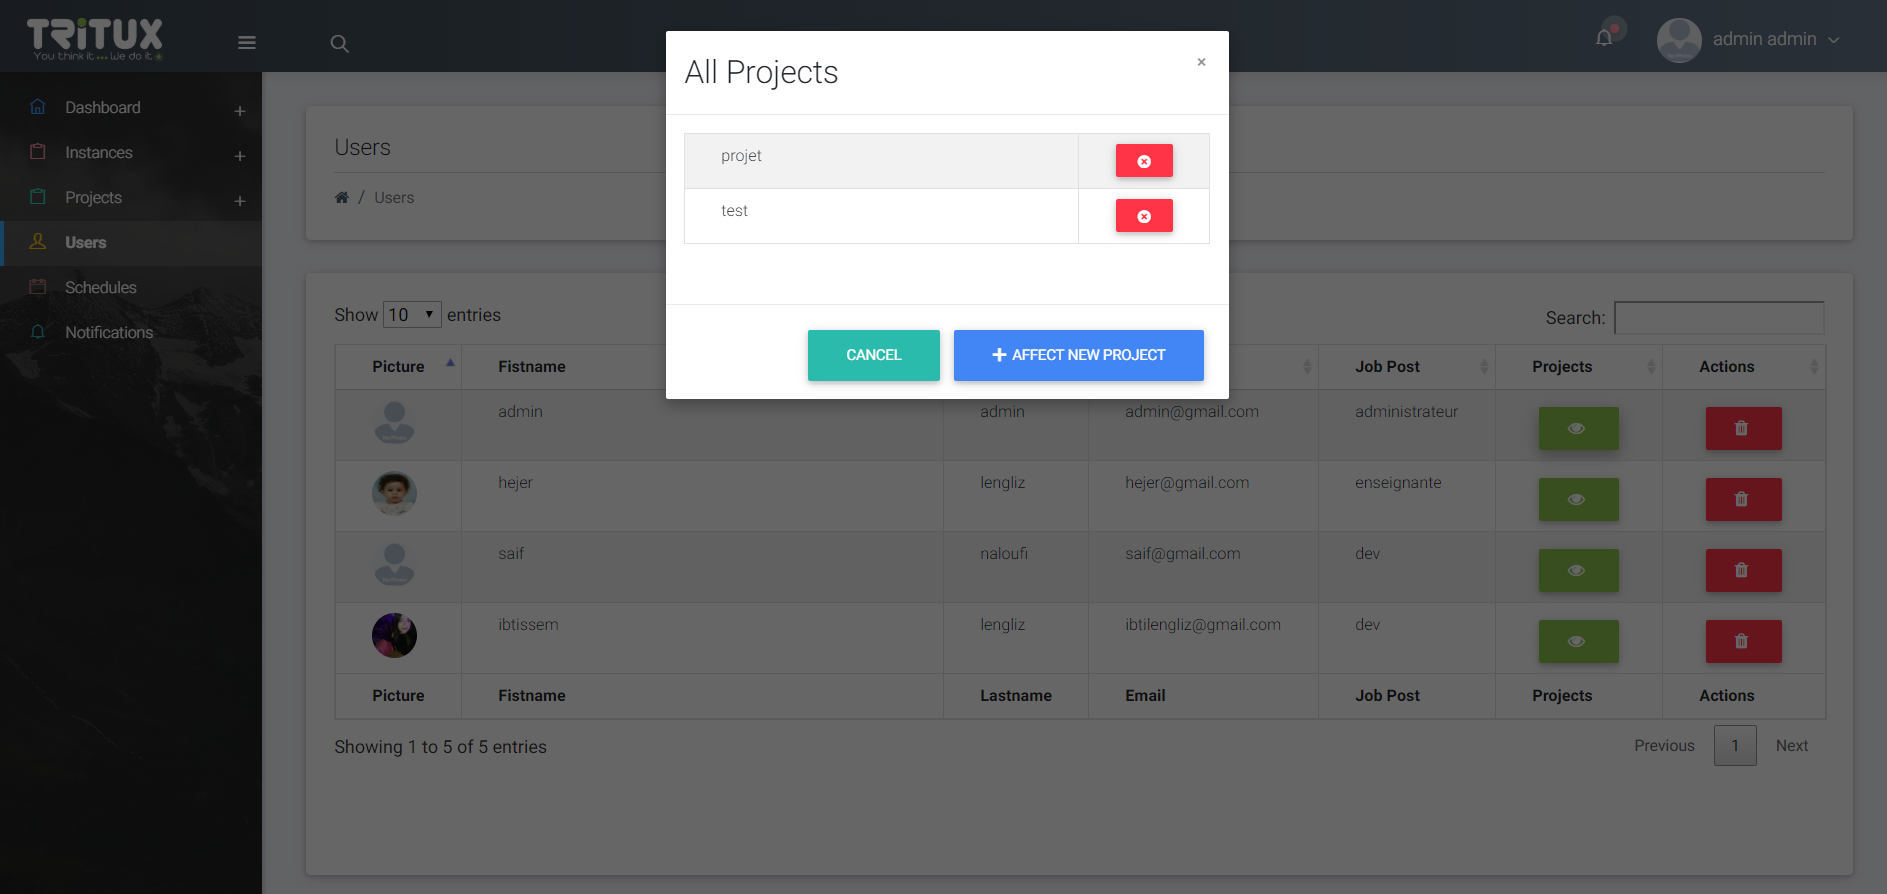 TRiTUX
You think it ... We do it
admin admin
Dashboard
Instances
Projects
Users
Schedules
Notifications
Users
/ Users
All Projects
×
projet
test
CANCEL
AFFECT NEW PROJECT
Show 10 entries
Search:
Picture Fistname Job Post Projects Actions
admin admin admin@gmail.com administrateur
hejer lengliz hejer@gmail.com enseignante
saif naloufi saif@gmail.com dev
ibtissem lengliz ibtilengliz@gmail.com dev
Picture Fistname Lastname Email Job Post Projects Actions
Showing 1 to 5 of 5 entries
Previous 1 Next